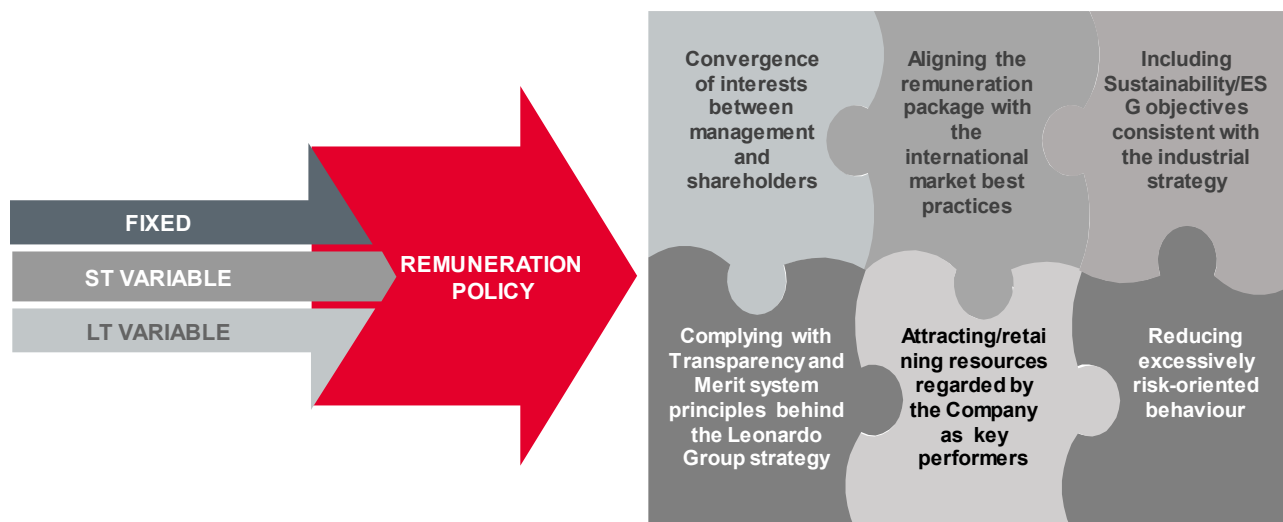 FIXED
ST VARIABLE
LT VARIABLE
REMUNERATION
POLICY
Convergence
of interests
between
management
and
shareholders
Aligning the
remuneration
package with
the
international
market best
practices
Including
Sustainability/ES
G objectives
consistent with
the industrial
strategy
Complying with
Transparency and
Merit system
principles behind
the Leonardo
Group strategy
Attracting/retai
ning resources
regarded by
the Company
as key
performers
Reducing
excessively
risk-oriented
behaviour